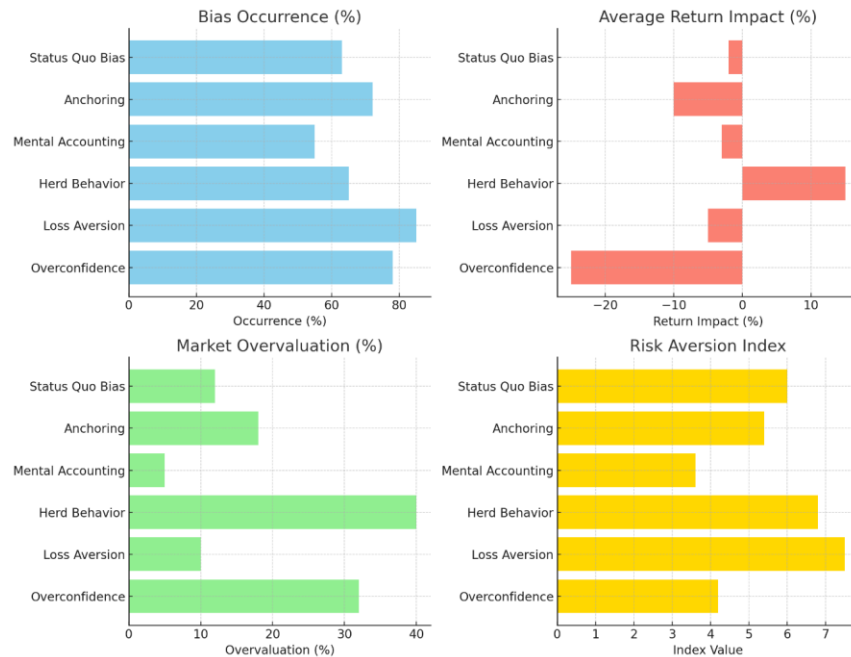 Bias Occurrence (%)
Status Quo Bias
Anchoring
Mental Accounting
Herd Behavior
Loss Aversion
Overconfidence
0 20 40 60 80
Occurrence (%)
Average Return Impact (%)
Status Quo Bias
Anchoring
Mental Accounting
Herd Behavior
Loss Aversion
Overconfidence
−20 −10 0 10
Return Impact (%)
Market Overvaluation (%)
Status Quo Bias
Anchoring
Mental Accounting
Herd Behavior
Loss Aversion
Overconfidence
0 10 20 30 40
Overvaluation (%)
Risk Aversion Index
Status Quo Bias
Anchoring
Mental Accounting
Herd Behavior
Loss Aversion
Overconfidence
0 1 2 3 4 5 6 7
Index Value